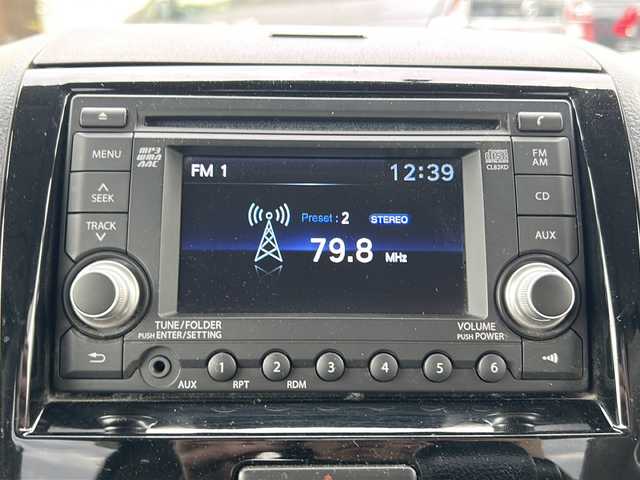 MENU
MP3
WMA
AAC
FM 1
12:39
CL82KD
FM
AM
SEEK
Preset : 2 STEREO
CD
TRACK
79.8 MHz
AUX
TUNE/FOLDER
PUSH ENTER/SETTING
VOLUME
PUSH POWER
AUX
1
RPT
2
RDM
3
4
5
6